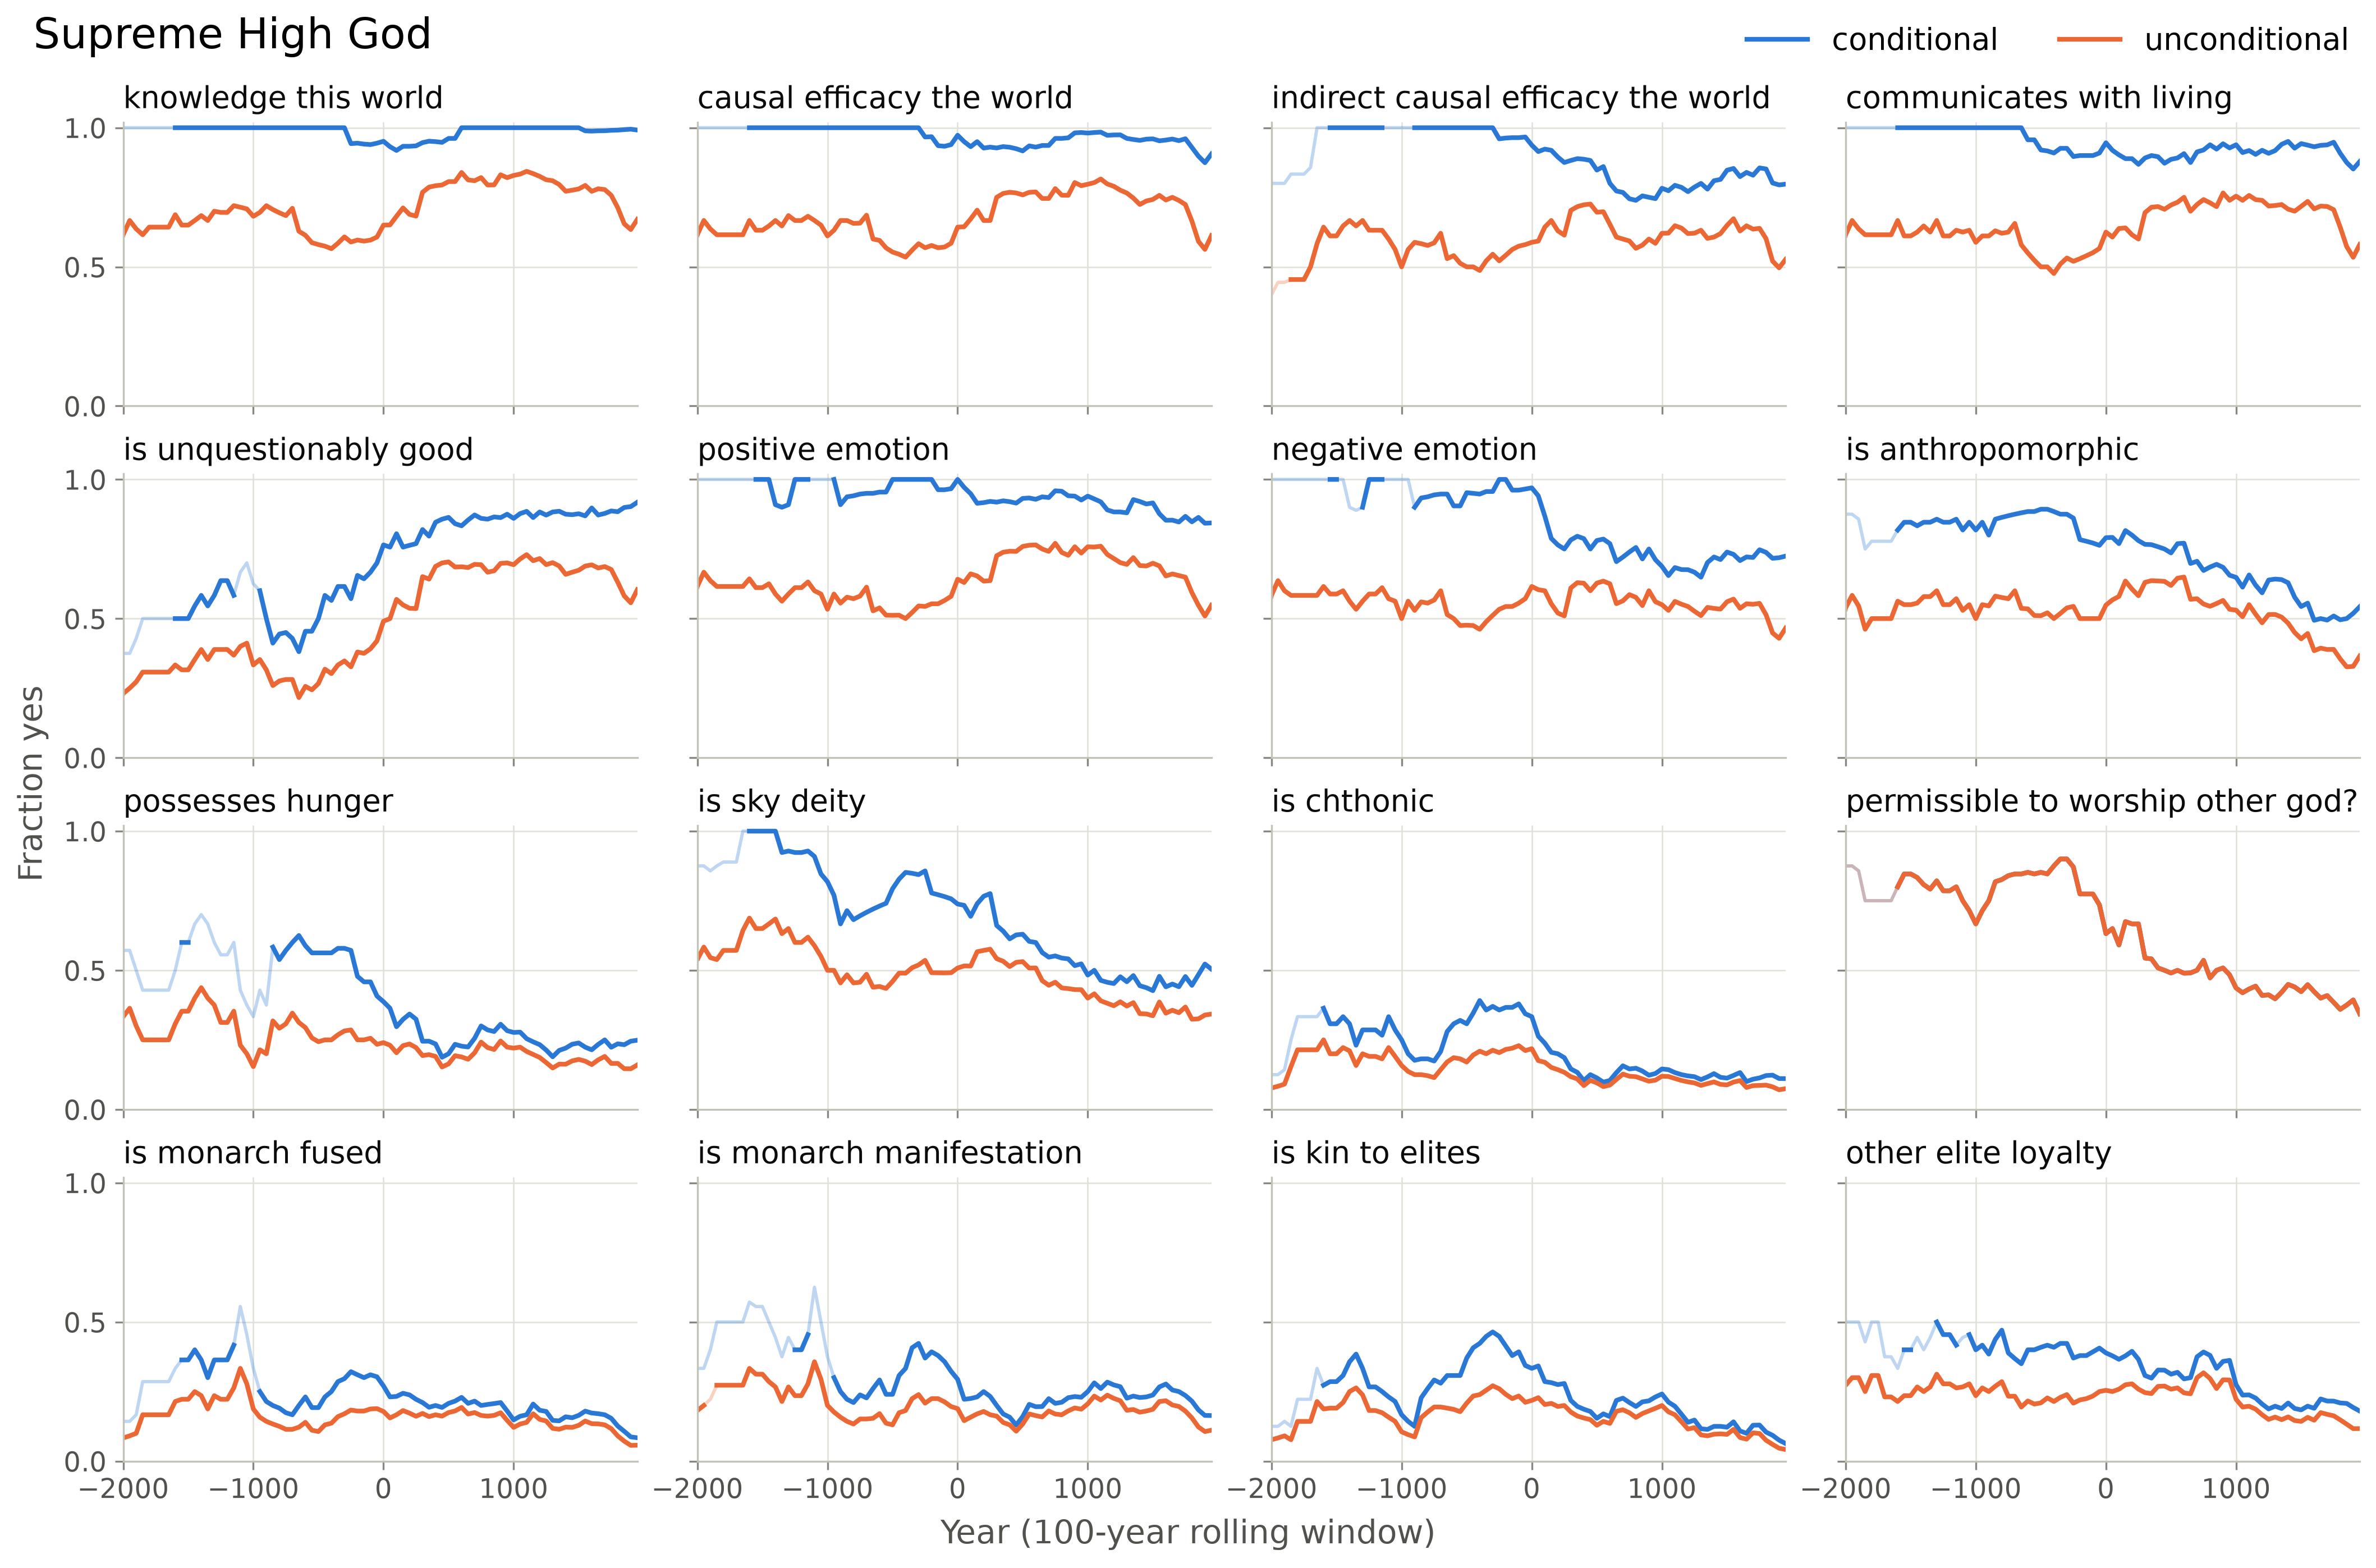 Supreme High God
conditional unconditional
knowledge this world causal efficacy the world indirect causal efficacy the world communicates with living
1.0
0.5
0.0
is unquestionably good positive emotion negative emotion is anthropomorphic
1.0
0.5
0.0
Fraction yes
possesses hunger is sky deity is chthonic permissible to worship other god?
1.0
0.5
0.0
is monarch fused is monarch manifestation is kin to elites other elite loyalty
1.0
0.5
0.0
−2000 −1000 0 1000 −2000 −1000 0 1000 −2000 −1000 0 1000 −2000 −1000 0 1000
Year (100-year rolling window)